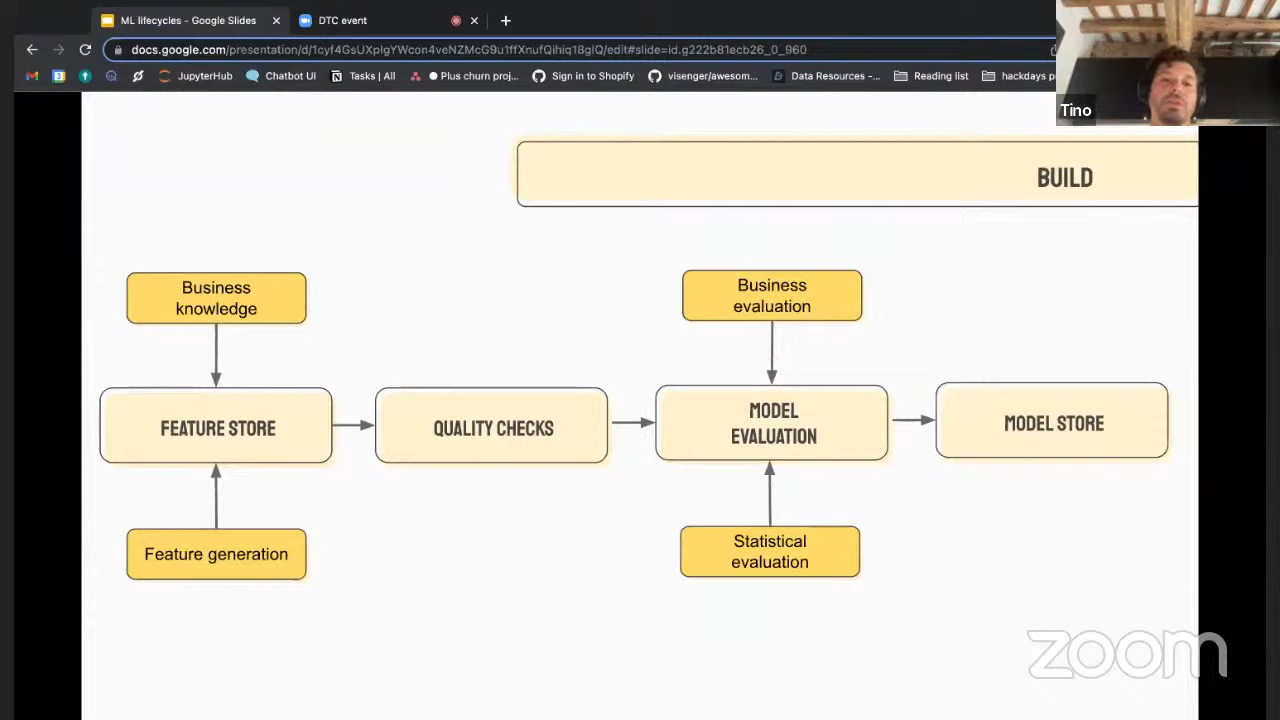 ML lifecycles - Google Slides
DTC event
docs.google.com/presentation/d/1cyf4GsUXplgYWcon4veNZMcG9u1ffXnufQihiq18glQ/edit#slide=id.g222b81ecb26_0_960
JupyterHub
Chatbot UI
Tasks | All
Plus churn proj...
Sign in to Shopify
visenger/awesom...
Data Resources -...
Reading list
hackdays
Tino
BUILD
Business
knowledge
Business
evaluation
FEATURE STORE
QUALITY CHECKS
MODEL
EVALUATION
MODEL STORE
Feature generation
Statistical
evaluation
zoom